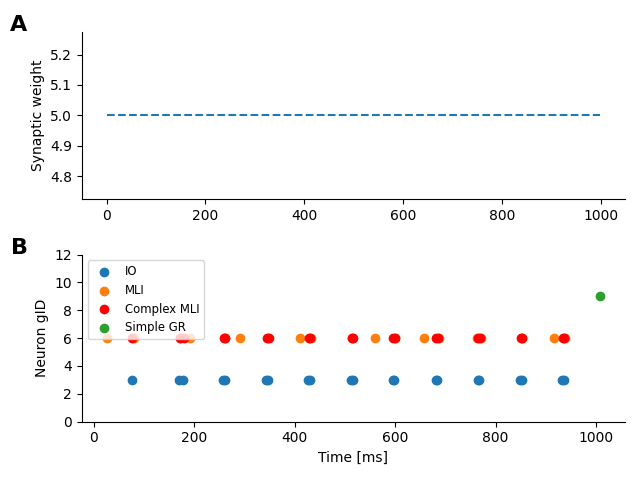 A
Synaptic weight
5.2
5.1
5.0
4.9
4.8
0 200 400 600 800 1000
B
Neuron gID
12
10
8
6
4
2
0
IO
MLI
Complex MLI
Simple GR
0 200 400 600 800 1000
Time [ms]